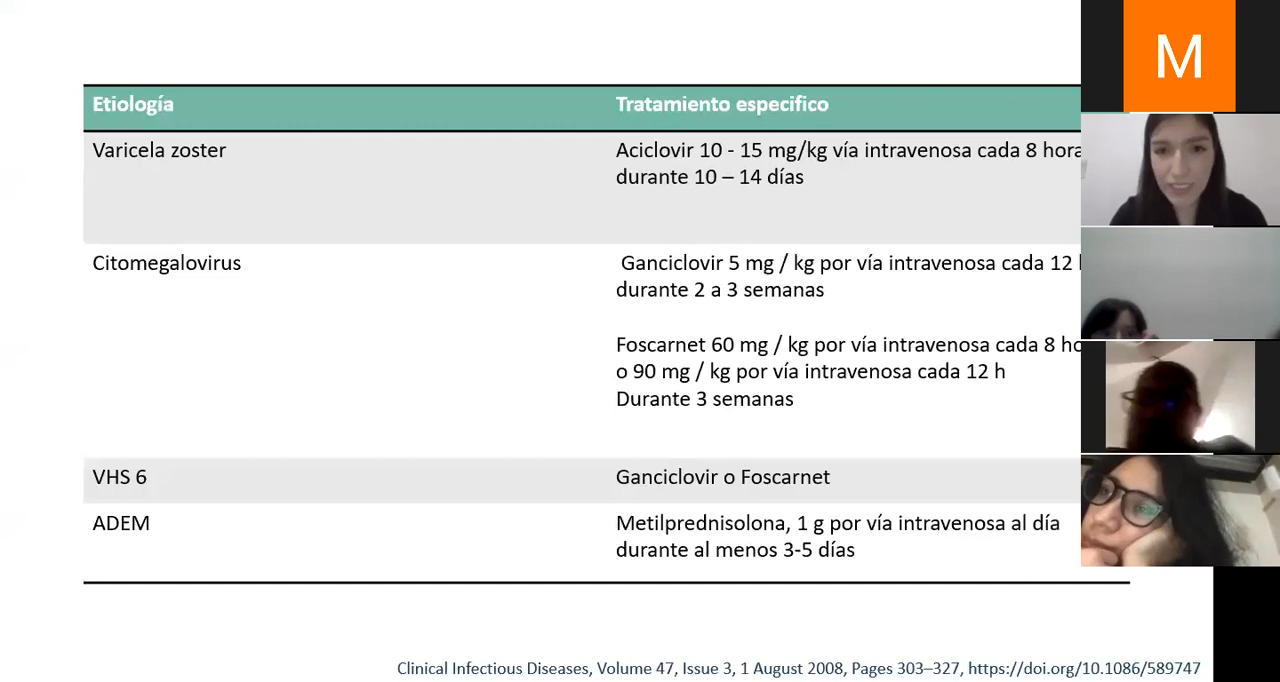 M
Etiología
Tratamiento especifico
Varicela zoster
Aciclovir 10 - 15 mg/kg vía intravenosa cada 8 hora
durante 10 – 14 días
Citomegalovirus
Ganciclovir 5 mg / kg por vía intravenosa cada 12
durante 2 a 3 semanas
Foscarnet 60 mg / kg por vía intravenosa cada 8 ho
o 90 mg / kg por vía intravenosa cada 12 h
Durante 3 semanas
VHS 6
Ganciclovir o Foscarnet
ADEM
Metilprednisolona, 1 g por vía intravenosa al día
durante al menos 3-5 días
Clinical Infectious Diseases, Volume 47, Issue 3, 1 August 2008, Pages 303–327, https://doi.org/10.1086/589747